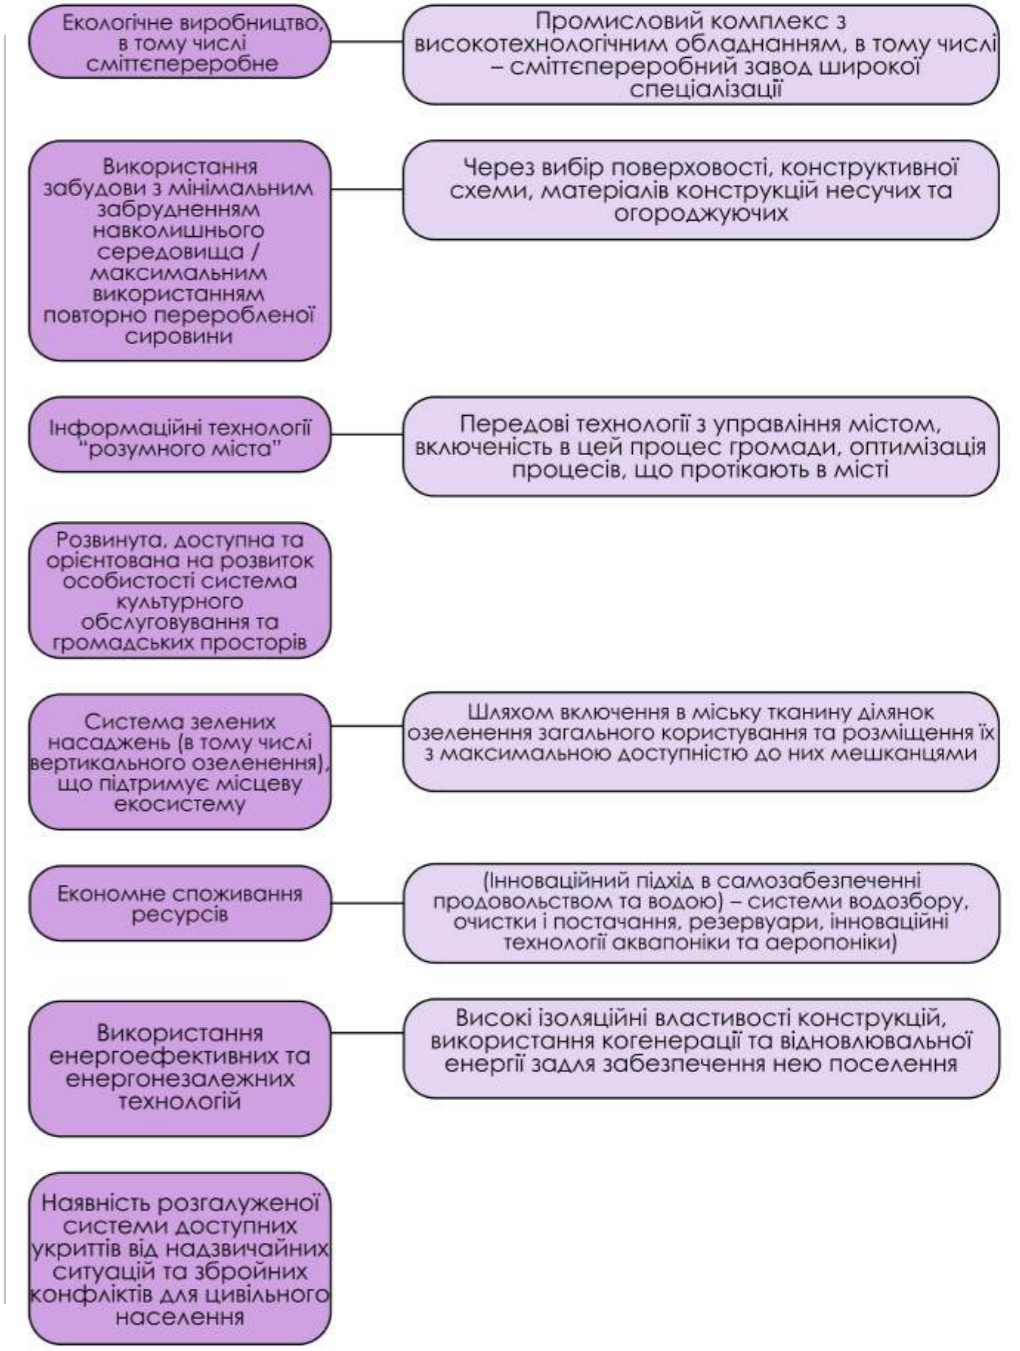 Екологічне виробництво,
в тому числі
сміттєпереробне
Промисловий комплекс з
високотехнологічним обладнанням, в тому числі
– сміттєпереробний завод широкої
спеціалізації
Використання
забудови з мінімальним
забрудненням
навколишнього
середовища /
максимальним
використанням
повторно переробленої
сировини
Через вибір поверховості, конструктивної
схеми, матеріалів конструкцій несучих та
огороджуючих
Інформаційні технології
“розумного міста”
Передові технології з управління містом,
включеність в цей процес громади, оптимізація
процесів, що протікають в місті
Розвинута, доступна та
орієнтована на розвиток
особистості система
культурного
обслуговування та
громадських просторів
Система зелених
насаджень (в тому числі
вертикального озеленення),
що підтримує місцеву
екосистему
Шляхом включення в міську тканину ділянок
озеленення загального користування та розміщення їх
з максимальною доступністю до них мешканцями
Економне споживання
ресурсів
(Інноваційний підхід в самозабезпеченні
продовольством та водою) – системи водозбору,
очистки і постачання, резервуари, інноваційні
технології аквапоніки та аеропоніки)
Використання
енергоефективних та
енергонезалежних
технологій
Високі ізоляційні властивості конструкцій,
використання когенерації та відновлювальної
енергії задля забезпечення нею поселення
Наявність розгалуженої
системи доступних
укриттів від надзвичайних
ситуацій та збройних
конфліктів для цивільного
населення